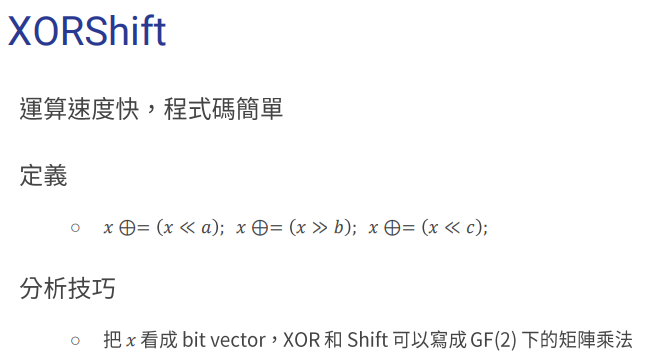 XORShift
運算速度快，程式碼簡單
定義
○ x ⊕= (x ≪ a); x ⊕= (x ≫ b); x ⊕= (x ≪ c);
分析技巧
○ 把 x 看成 bit vector，XOR 和 Shift 可以寫成 GF(2) 下的矩陣乘法